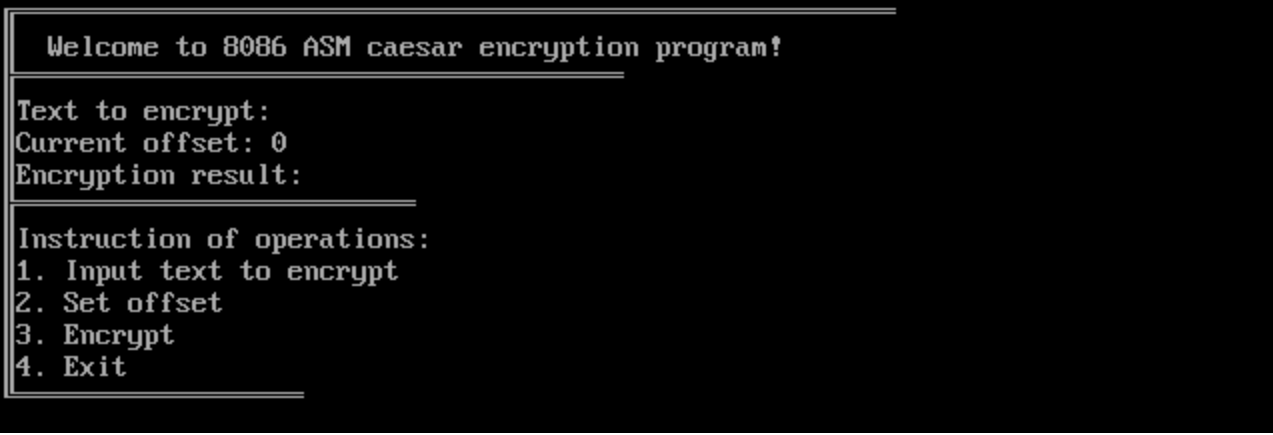 Welcome to 8086 ASM caesar encryption program!
Text to encrypt:
Current offset: 0
Encryption result:
Instruction of operations:
1. Input text to encrypt
2. Set offset
3. Encrypt
4. Exit